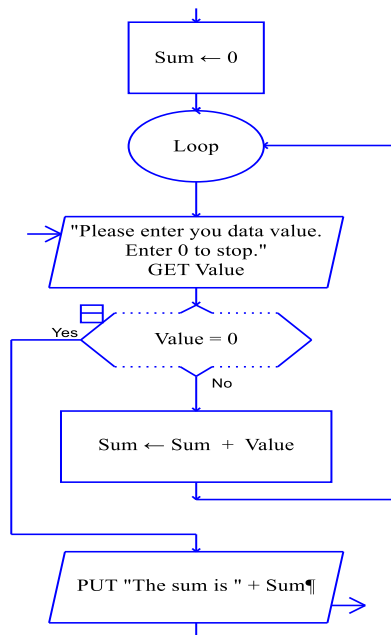 Sum ← 0
Loop
"Please enter you data value.
Enter 0 to stop."
GET Value
Yes
Value = 0
No
Sum ← Sum + Value
PUT "The sum is " + Sum¶